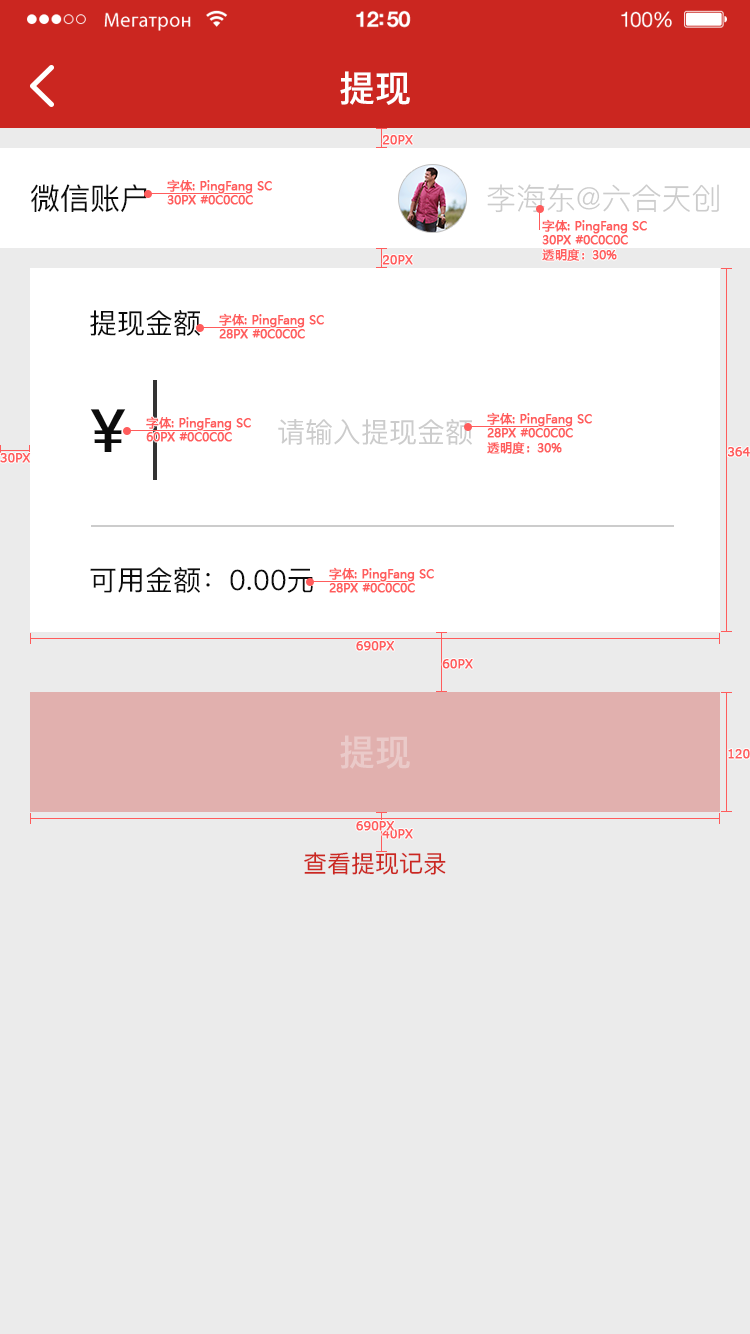 Мегатрон 12:50 100%
提现
20PX
微信账户
字体: PingFang SC
30PX #0C0C0C
李海东@六合天创
字体: PingFang SC
30PX #0C0C0C
透明度: 30%
20PX
提现金额
字体: PingFang SC
28PX #0C0C0C
¥
字体: PingFang SC
60PX #0C0C0C
请输入提现金额
字体: PingFang SC
28PX #0C0C0C
透明度: 30%
30PX
364
可用金额：0.00元
字体: PingFang SC
28PX #0C0C0C
690PX
60PX
提现
120
690PX
40PX
查看提现记录